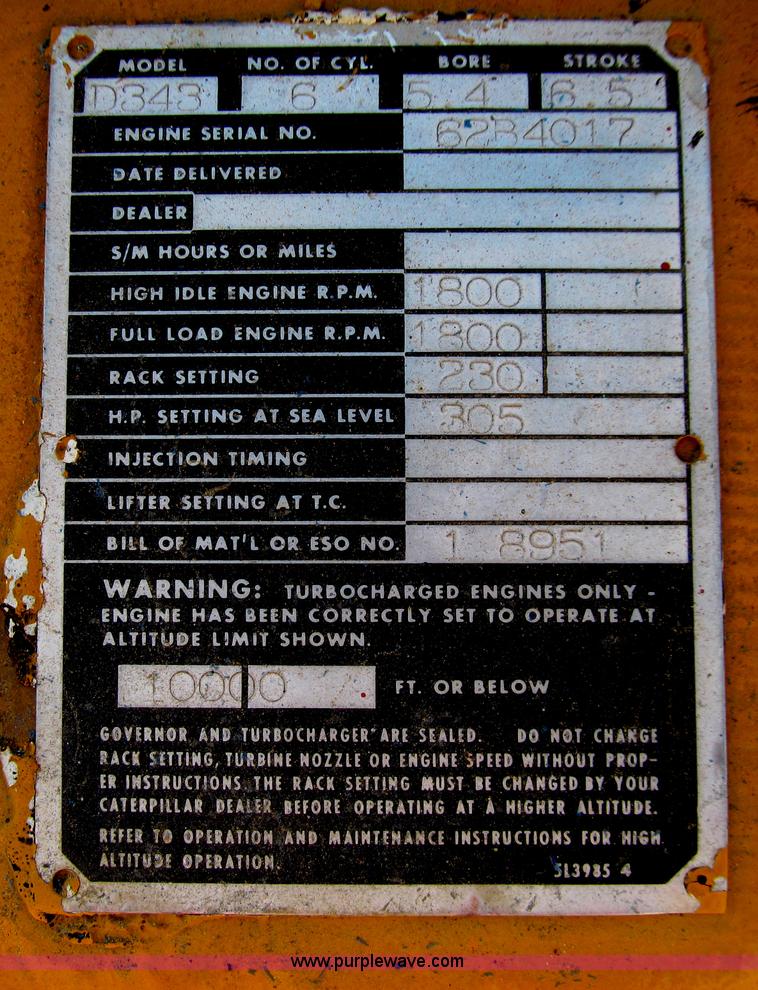 MODEL NO. OF CYL. BORE STROKE
D343 6 5.4 6.5
ENGINE SERIAL NO. 62B4017
DATE DELIVERED
DEALER
S/M HOURS OR MILES
HIGH IDLE ENGINE R.P.M. 1800
FULL LOAD ENGINE R.P.M. 1800
RACK SETTING 230
H.P. SETTING AT SEA LEVEL 305
INJECTION TIMING
LIFTER SETTING AT T.C.
BILL OF MAT'L OR ESO NO. 1 8951
WARNING: TURBOCHARGED ENGINES ONLY -
ENGINE HAS BEEN CORRECTLY SET TO OPERATE AT
ALTITUDE LIMIT SHOWN.
10000 FT. OR BELOW
GOVERNOR AND TURBOCHARGER ARE SEALED. DO NOT CHANGE
RACK SETTING, TURBINE NOZZLE OR ENGINE SPEED WITHOUT PROP-
ER INSTRUCTIONS. THE RACK SETTING MUST BE CHANGED BY YOUR
CATERPILLAR DEALER BEFORE OPERATING AT A HIGHER ALTITUDE.
REFER TO OPERATION AND MAINTENANCE INSTRUCTIONS FOR HIGH
ALTITUDE OPERATION.
5L3985 4
www.purplewave.com